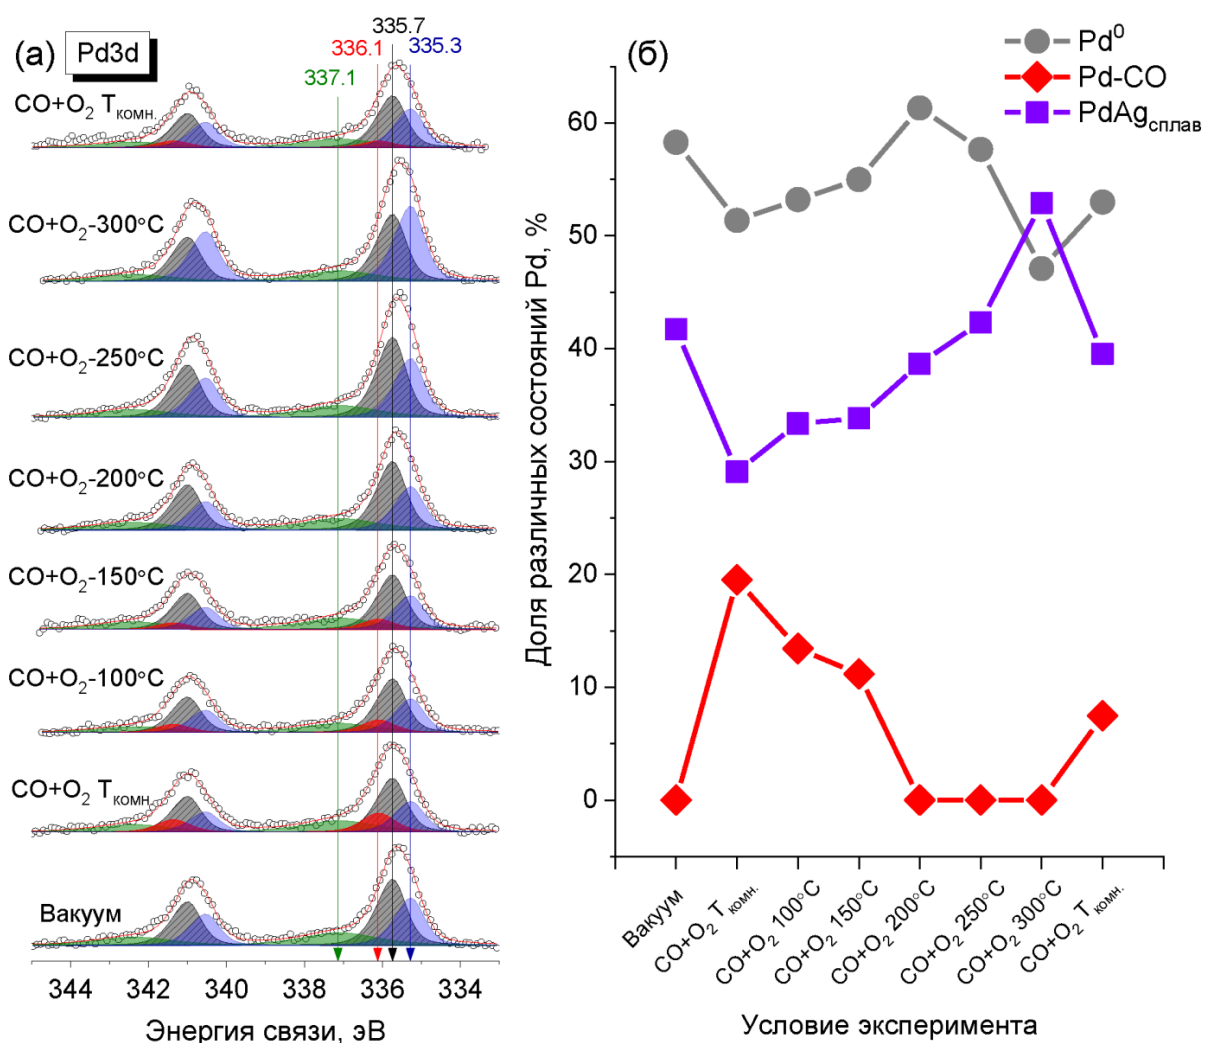 (а)
Pd3d
335.7
336.1
335.3
337.1
CO+O₂ Tкомн.
CO+O₂-300°C
CO+O₂-250°C
CO+O₂-200°C
CO+O₂-150°C
CO+O₂-100°C
CO+O₂ Tкомн.
Вакуум
344 342 340 338 336 334
Энергия связи, эВ
(б)
Pd⁰
Pd-CO
PdAgсплав
Доля различных состояний Pd, %
60
50
40
30
20
10
0
Вакуум
CO+O₂ Tкомн.
CO+O₂ 100°C
CO+O₂ 150°C
CO+O₂ 200°C
CO+O₂ 250°C
CO+O₂ 300°C
CO+O₂ Tкомн.
Условие эксперимента